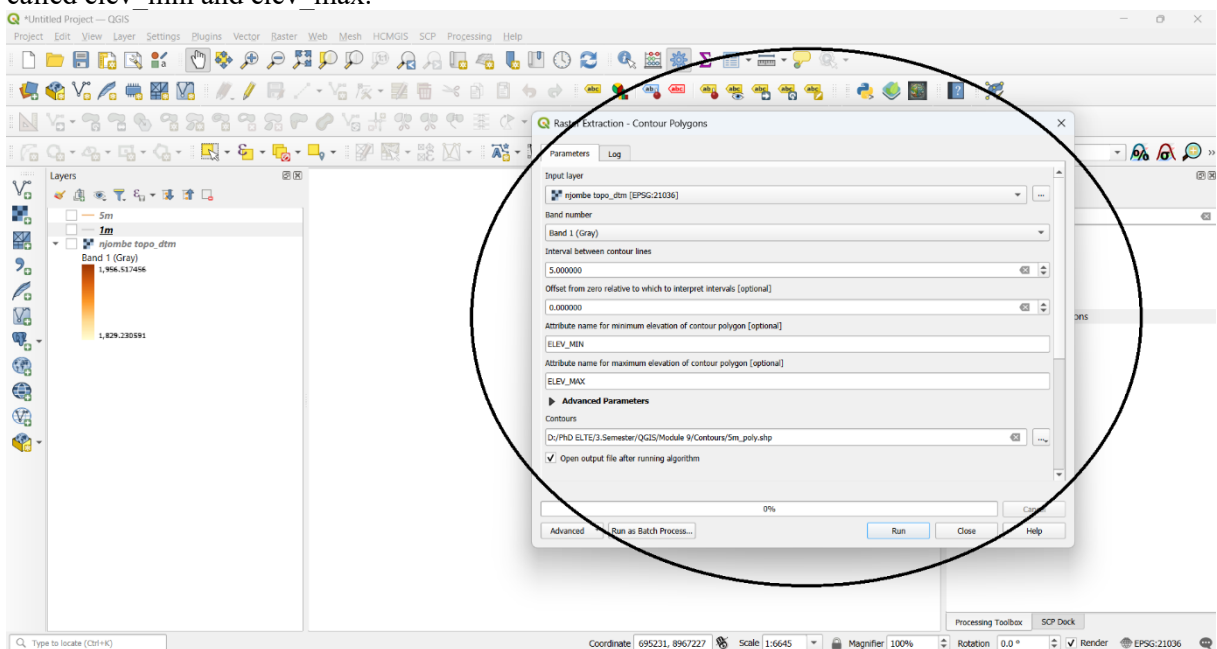 called elev_min and elev_max.
*Untitled Project — QGIS
Project Edit View Layer Settings Plugins Vector Raster Web Mesh HCMGIS SCP Processing Help
Raster Extraction - Contour Polygons
Parameters Log
Layers
Input layer
njombe topo_dtm [EPSG:21036]
5m
1m
njombe topo_dtm
Band 1 (Gray)
1,956.517456
1,829.230591
Band number
Band 1 (Gray)
Interval between contour lines
5.000000
Offset from zero relative to which to interpret intervals [optional]
0.000000
Attribute name for minimum elevation of contour polygon [optional]
ELEV_MIN
Attribute name for maximum elevation of contour polygon [optional]
ELEV_MAX
Advanced Parameters
Contours
D:/PhD ELTE/3.Semester/QGIS/Module 9/Contours/5m_poly.shp
Open output file after running algorithm
0%
Advanced Run as Batch Process... Run Close Help
Processing Toolbox SCP Dock
Type to locate (Ctrl+K) Coordinate 695231, 8967227 Scale 1:6645 Magnifier 100% Rotation 0.0 ° Render EPSG:21036